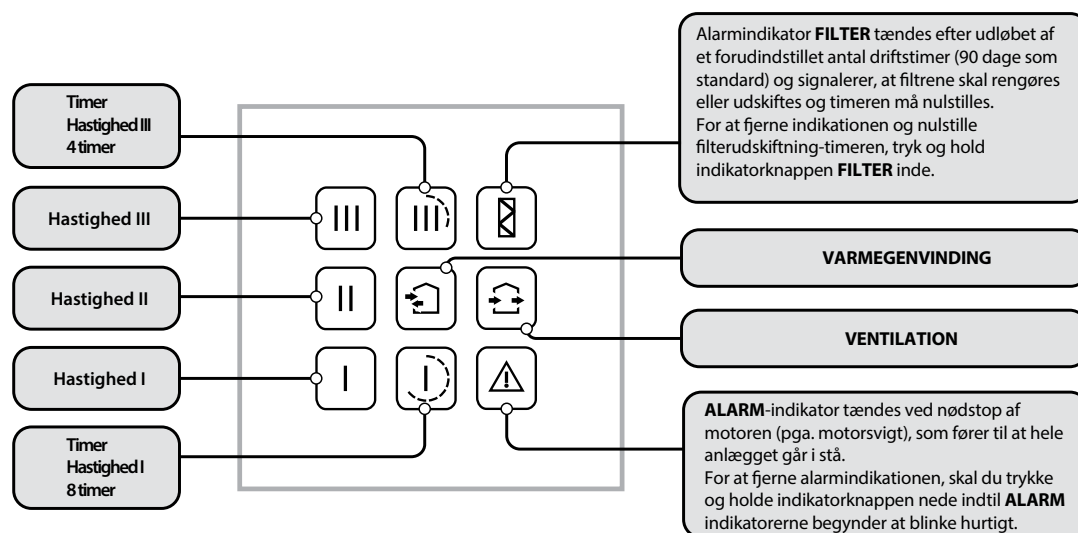 Timer
Hastighed III
4 timer
Hastighed III
Hastighed II
Hastighed I
Timer
Hastighed I
8 timer
III
III
II
I
I
Alarmindikator FILTER tændes efter udløbet af
et forudindstillet antal driftstimer (90 dage som
standard) og signalerer, at filtrene skal rengøres
eller udskiftes og timeren må nulstilles.
For at fjerne indikationen og nulstille
filterudskiftning-timeren, tryk og hold
indikatorknappen FILTER inde.
VARMEGENVINDING
VENTILATION
ALARM-indikator tændes ved nødstop af
motoren (pga. motorsvigt), som fører til at hele
anlægget går i stå.
For at fjerne alarmindikationen, skal du trykke
og holde indikatorknappen nede indtil ALARM
indikatorerne begynder at blinke hurtigt.